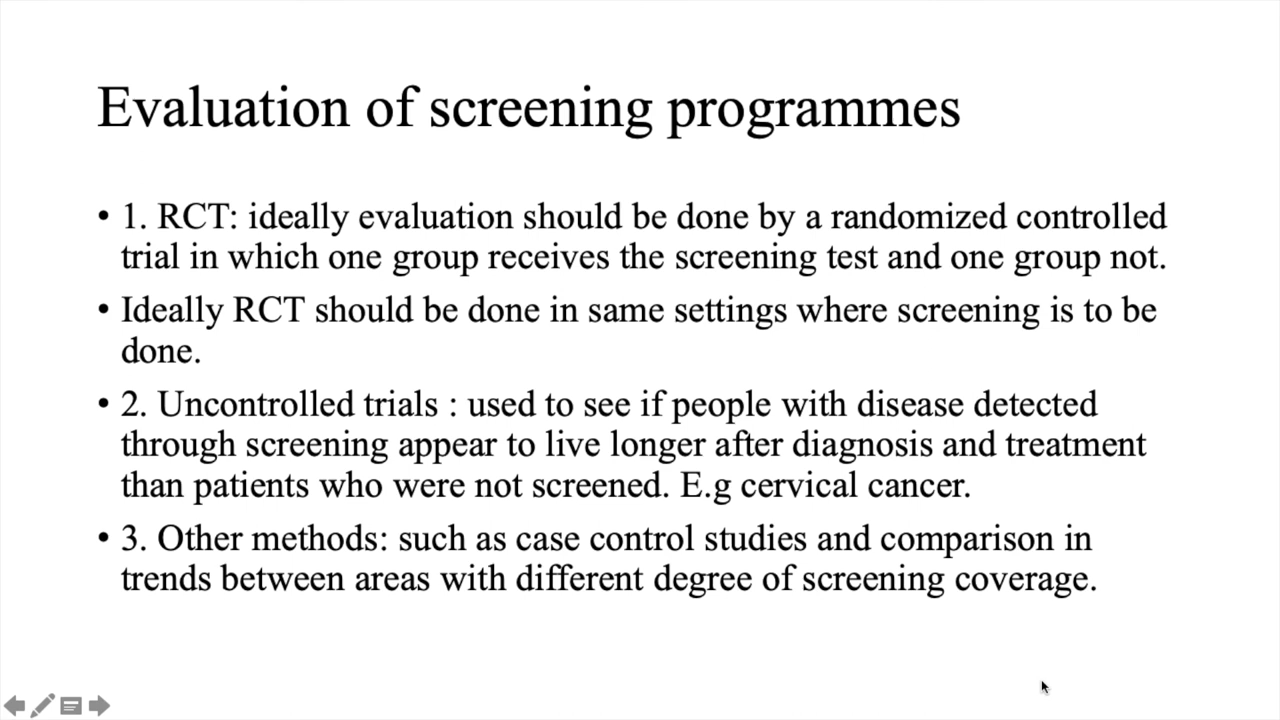 Evaluation of screening programmes
• 1. RCT: ideally evaluation should be done by a randomized controlled
trial in which one group receives the screening test and one group not.
• Ideally RCT should be done in same settings where screening is to be
done.
• 2. Uncontrolled trials : used to see if people with disease detected
through screening appear to live longer after diagnosis and treatment
than patients who were not screened. E.g cervical cancer.
• 3. Other methods: such as case control studies and comparison in
trends between areas with different degree of screening coverage.